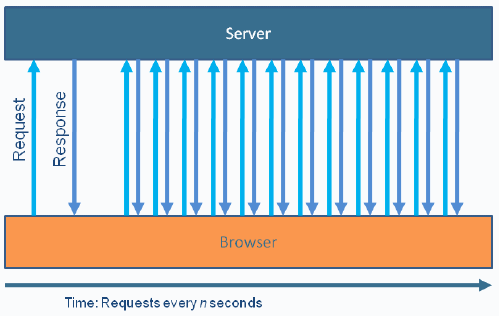 Server
Request
Response
Browser
Time: Requests every n seconds